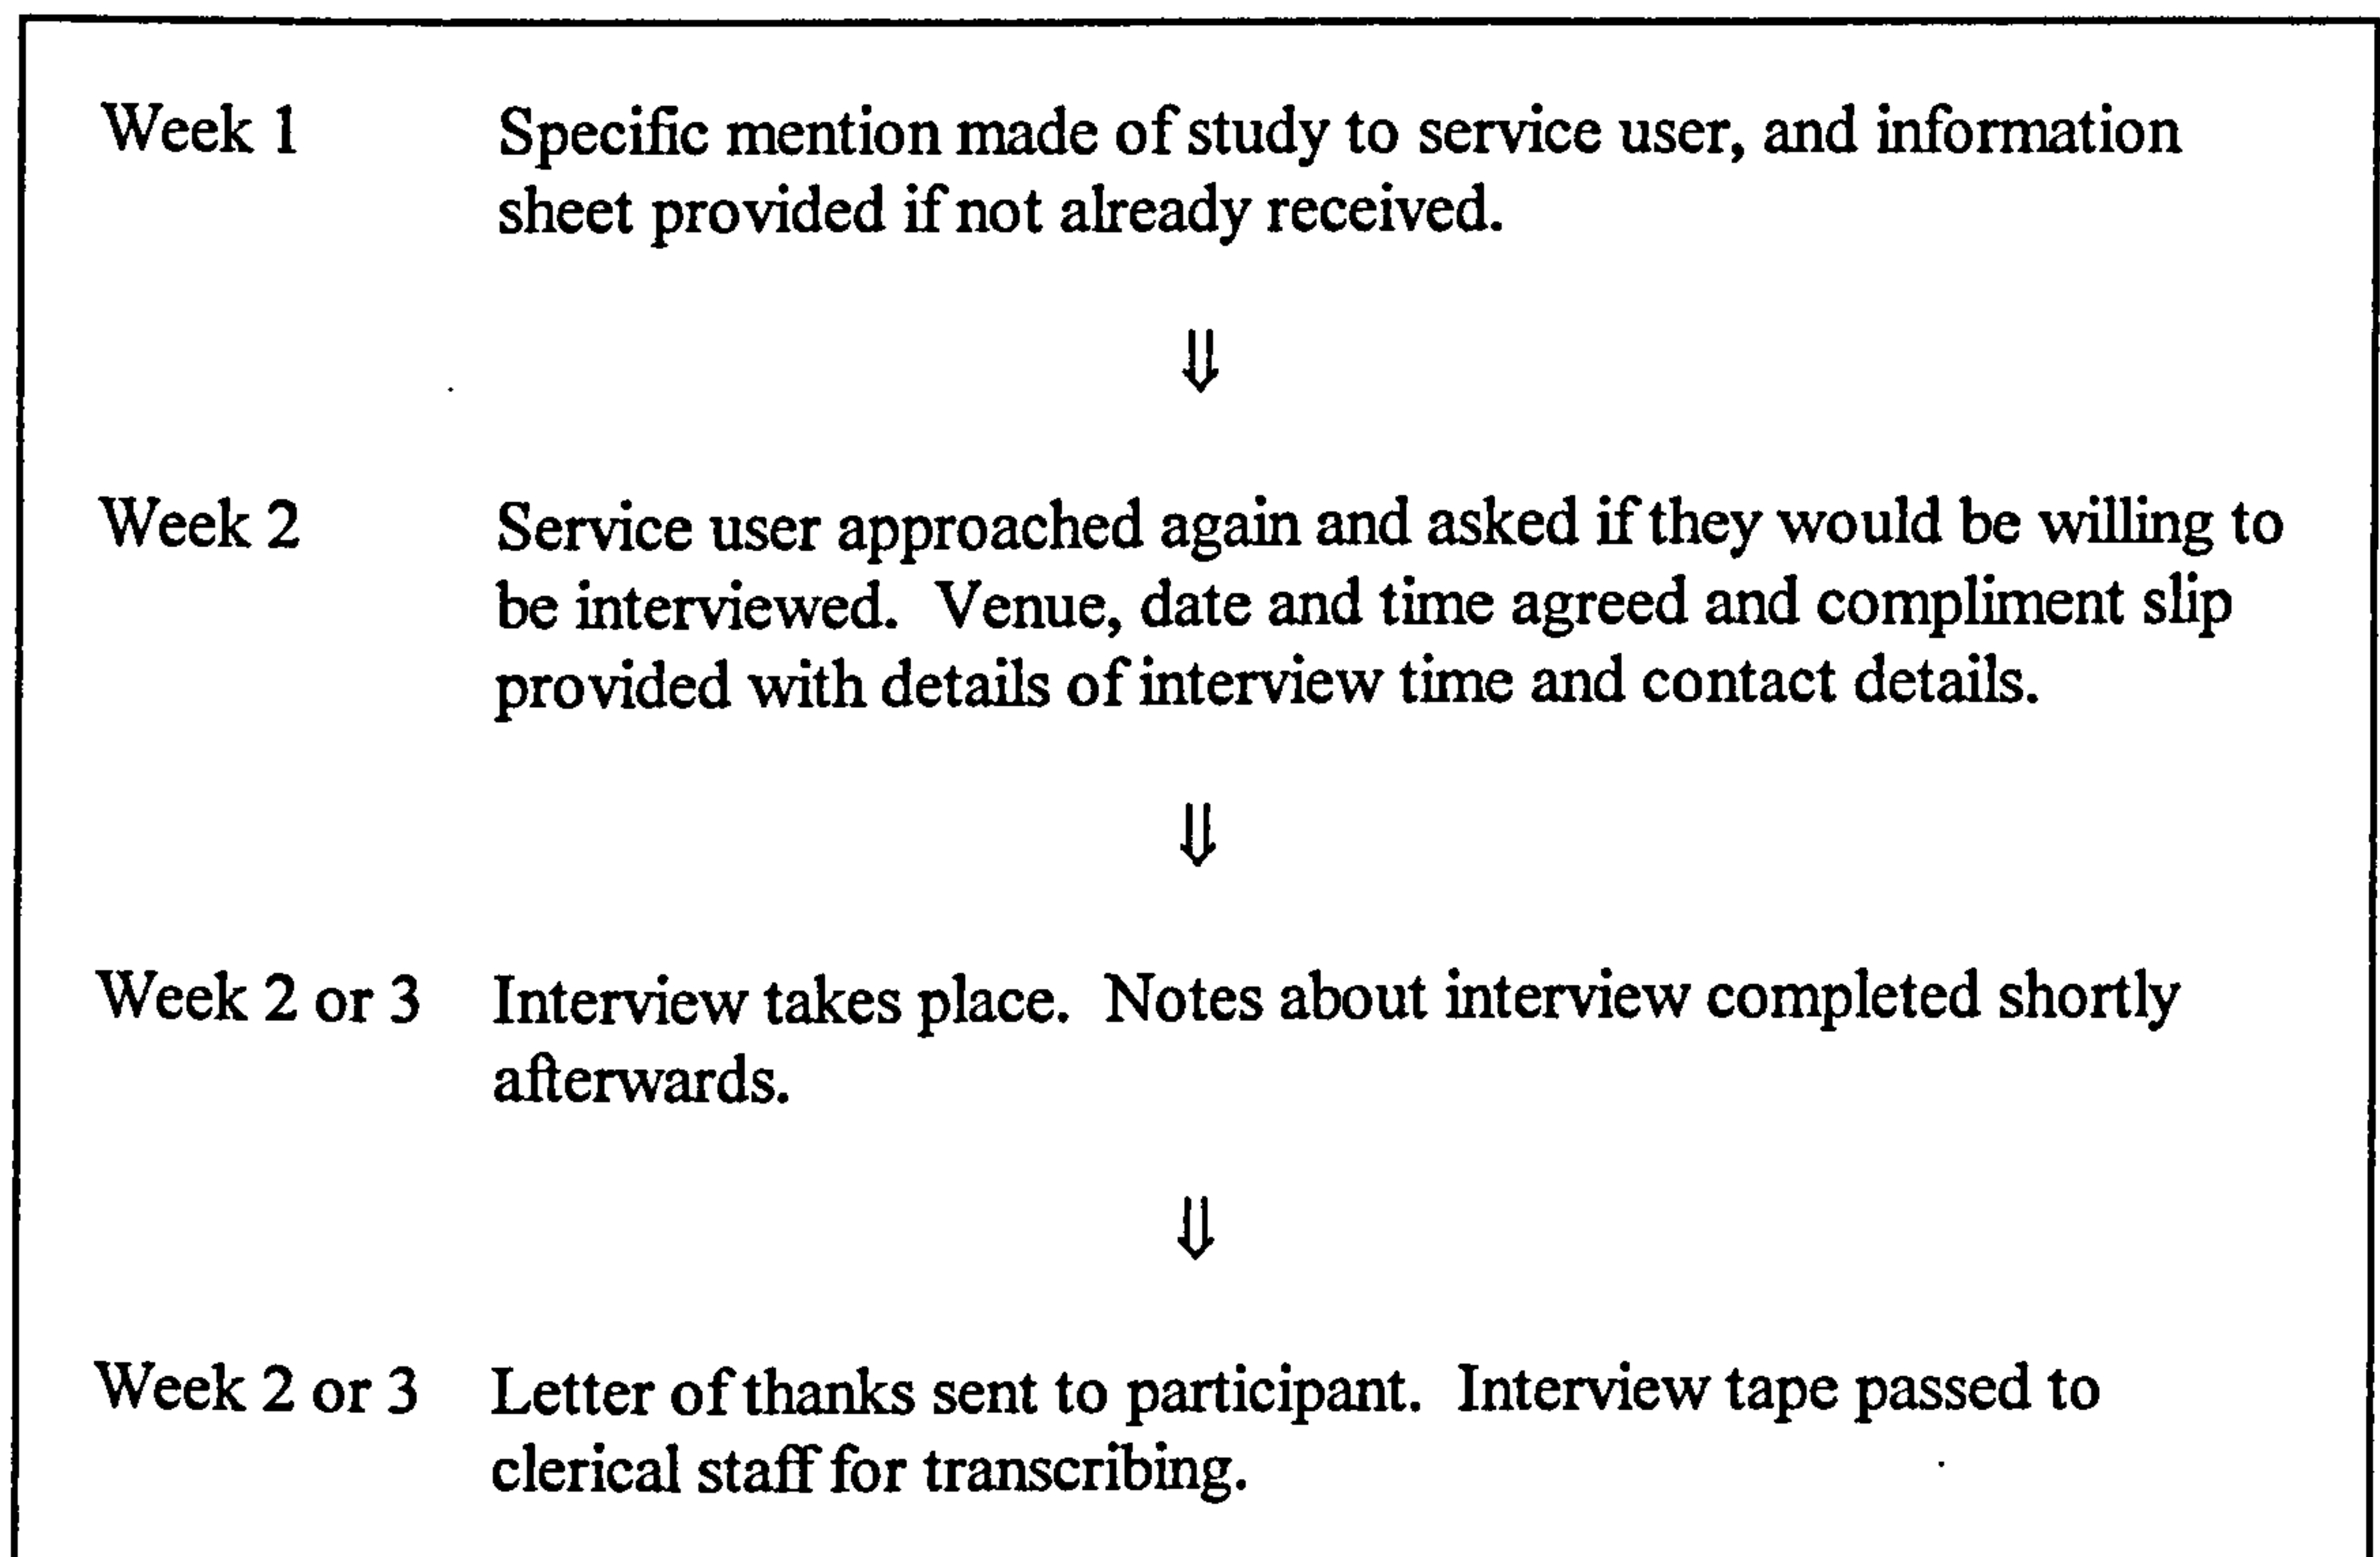 Week 1 Specific mention made of study to service user, and information
sheet provided if not already received.
⇓
Week 2 Service user approached again and asked if they would be willing to
be interviewed. Venue, date and time agreed and compliment slip
provided with details of interview time and contact details.
⇓
Week 2 or 3 Interview takes place. Notes about interview completed shortly
afterwards.
⇓
Week 2 or 3 Letter of thanks sent to participant. Interview tape passed to
clerical staff for transcribing.